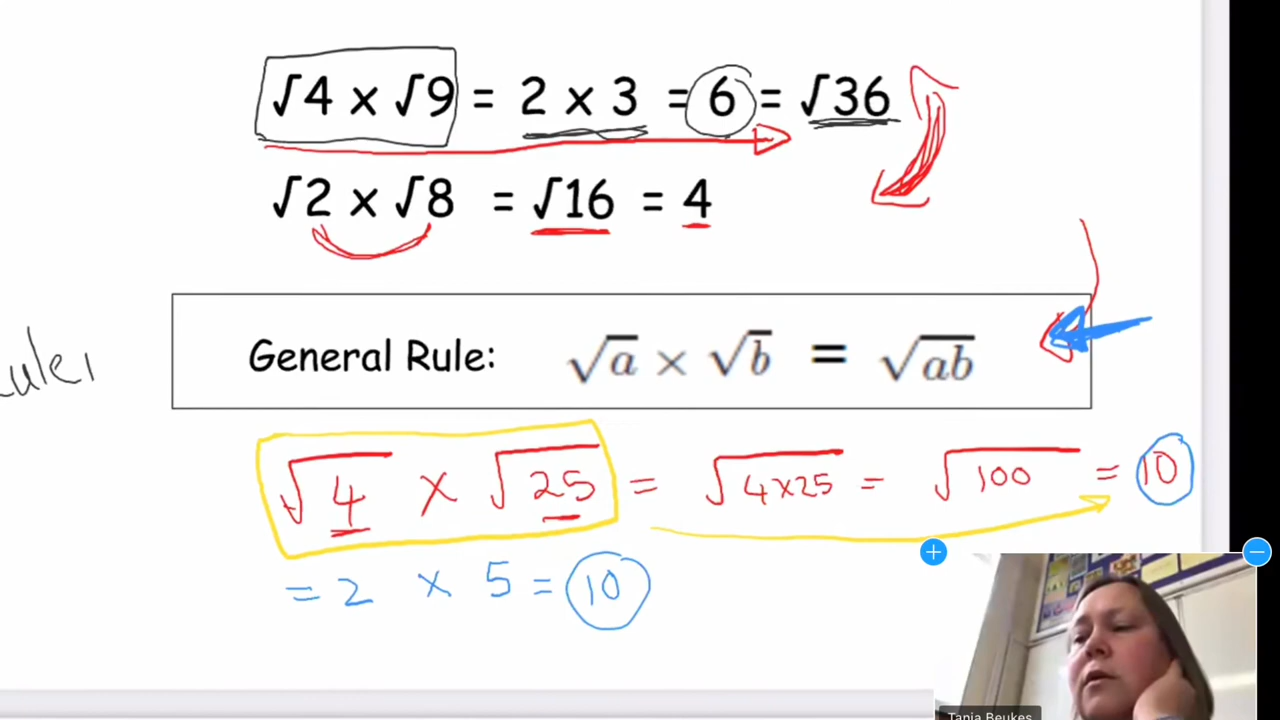 √4 x √9 = 2 x 3 = 6 = √36
√2 x √8 = √16 = 4
General Rule: √a × √b = √ab
√4 × √25 = √4×25 = √100 = 10
= 2 × 5 = 10
Tania Beukes